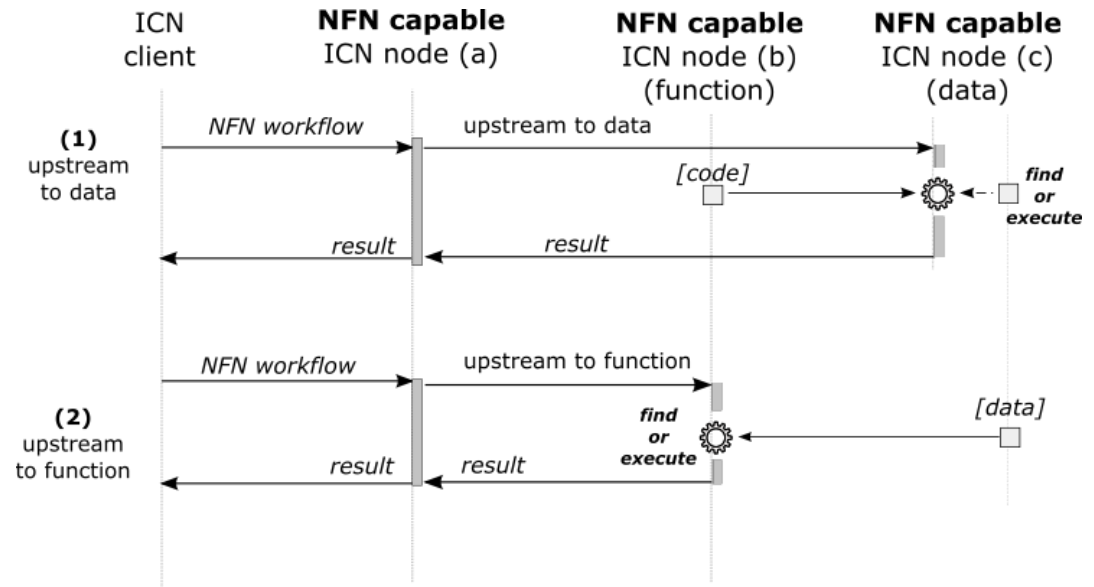 ICN
client
NFN capable
ICN node (a)
NFN capable
ICN node (b)
(function)
NFN capable
ICN node (c)
(data)
(1)
upstream
to data
NFN workflow
upstream to data
[code]
find
or
execute
result
result
(2)
upstream
to function
NFN workflow
upstream to function
find
or
execute
[data]
result
result